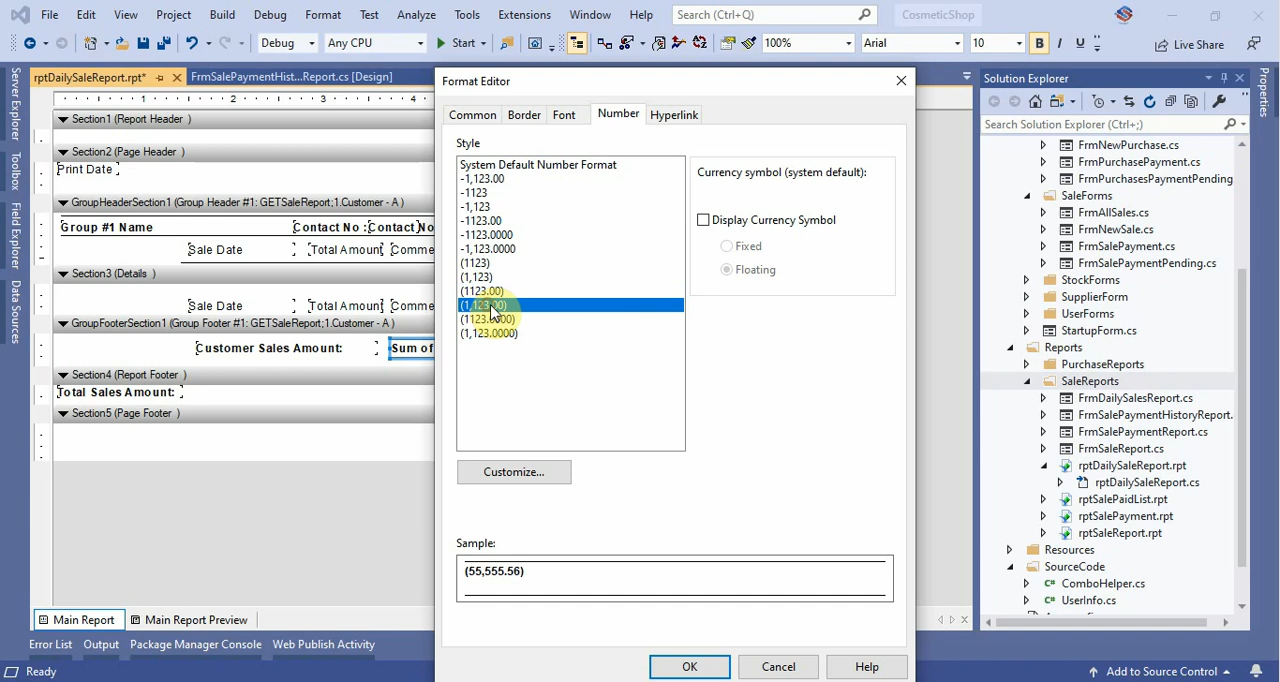 File Edit View Project Build Debug Format Test Analyze Tools Extensions Window Help Search (Ctrl+Q) CosmeticShop
Debug Any CPU Start 100% Arial 10 B I U Live Share
rptDailySaleReport.rpt* FrmSalePaymentHist...Report.cs [Design]
1 2 3 4
Section1 (Report Header )
Section2 (Page Header )
Print Date
GroupHeaderSection1 (Group Header #1: GETSaleReport;1.Customer - A )
Group #1 Name Contact No : Contact No
Sale Date Total Amount Comme
Section3 (Details )
Sale Date Total Amount Comme
GroupFooterSection1 (Group Footer #1: GETSaleReport;1.Customer - A )
Customer Sales Amount: Sum of
Section4 (Report Footer )
Total Sales Amount:
Section5 (Page Footer )
Main Report Main Report Preview
Error List Output Package Manager Console Web Publish Activity
Ready Add to Source Control
Server Explorer
Toolbox
Field Explorer
Data Sources
Format Editor
Common Border Font Number Hyperlink
Style
System Default Number Format
-1,123.00
-1123
-1,123
-1123.00
-1123.0000
-1,123.0000
(1123)
(1,123)
(1123.00)
(1,123.00)
(1123.0000)
(1,123.0000)
Currency symbol (system default):
Display Currency Symbol
Fixed
Floating
Customize...
Sample:
(55,555.56)
OK Cancel Help
Solution Explorer
Search Solution Explorer (Ctrl+;)
FrmNewPurchase.cs
FrmPurchasePayment.cs
FrmPurchasesPaymentPending
SaleForms
FrmAllSales.cs
FrmNewSale.cs
FrmSalePayment.cs
FrmSalePaymentPending.cs
StockForms
SupplierForm
UserForms
StartupForm.cs
Reports
PurchaseReports
SaleReports
FrmDailySalesReport.cs
FrmSalePaymentHistoryReport.
FrmSalePaymentReport.cs
FrmSaleReport.cs
rptDailySaleReport.rpt
rptDailySaleReport.cs
rptSalePaidList.rpt
rptSalePayment.rpt
rptSaleReport.rpt
Resources
SourceCode
ComboHelper.cs
UserInfo.cs
Properties